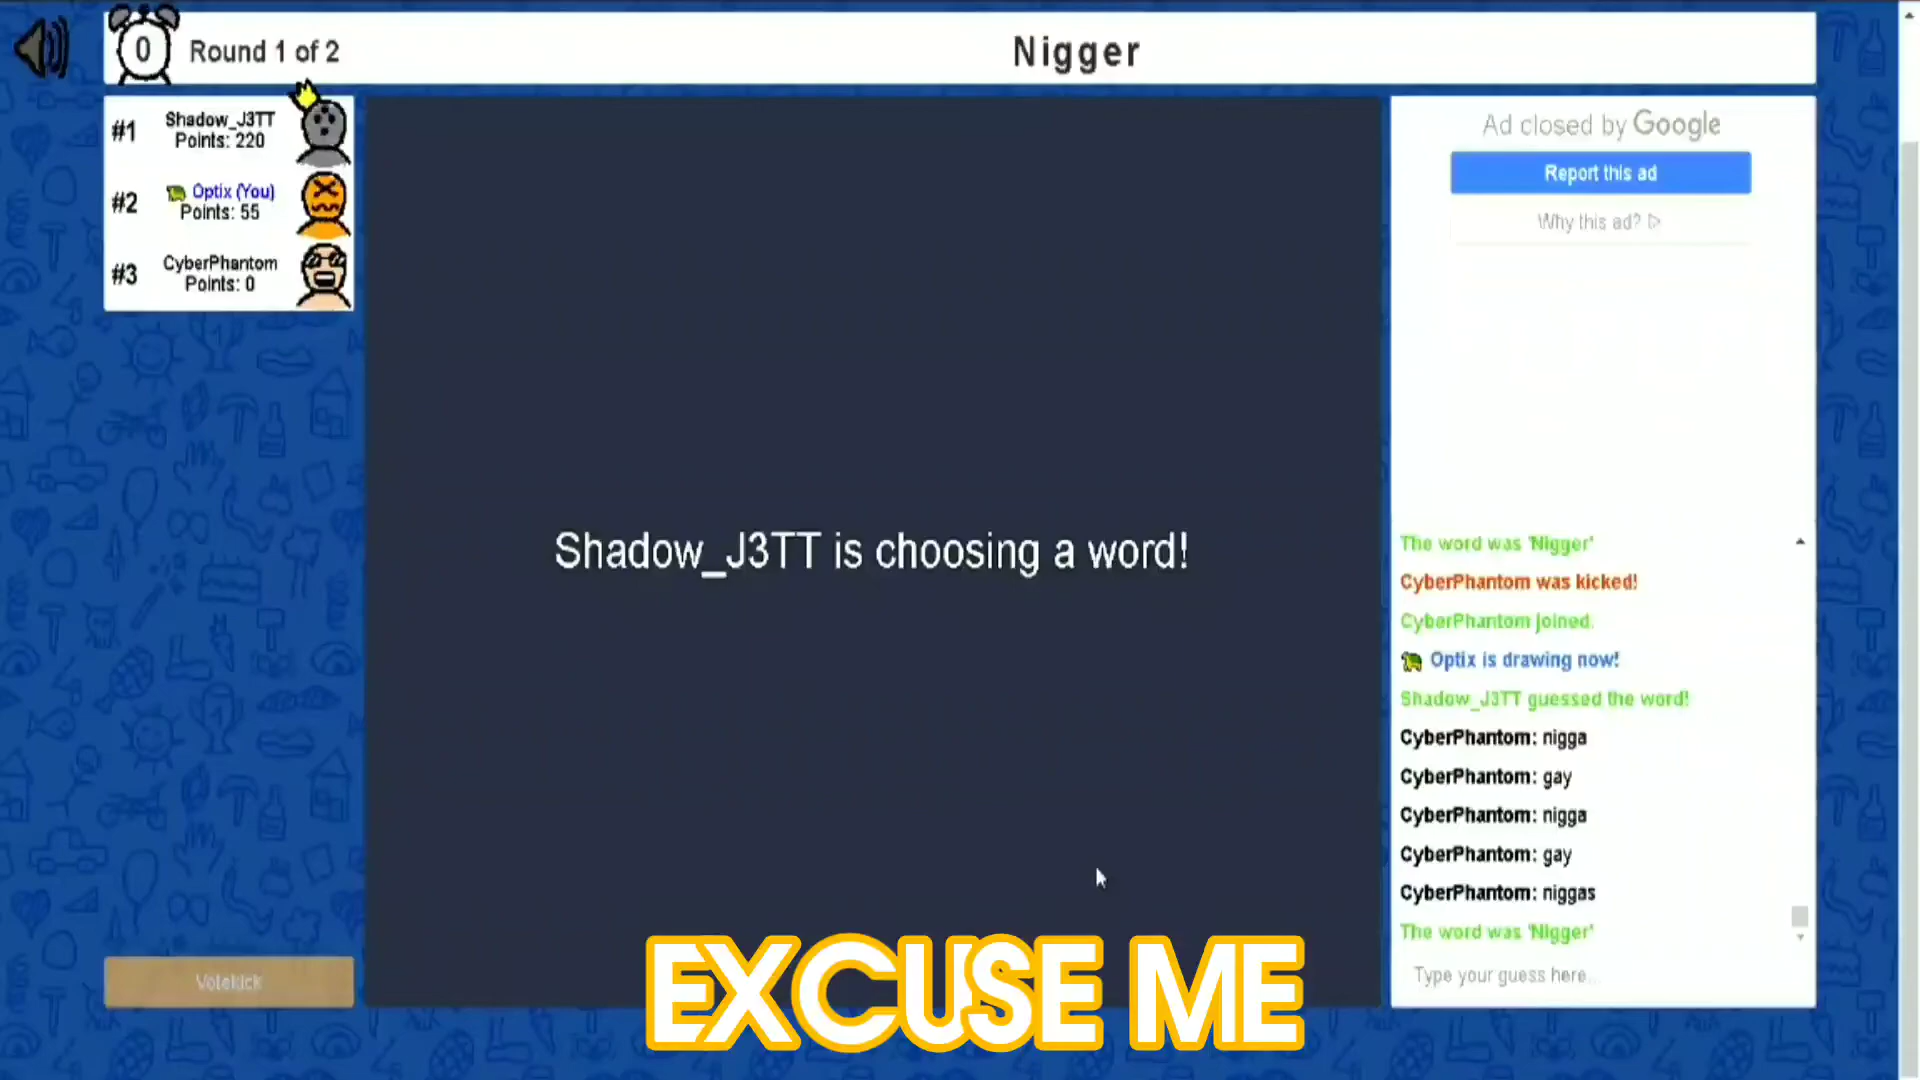 0
Round 1 of 2
Nigger
#1
Shadow_J3TT
Points: 220
#2
Optix (You)
Points: 55
#3
CyberPhantom
Points: 0
Shadow_J3TT is choosing a word!
Ad closed by Google
Report this ad
Why this ad?
The word was 'Nigger'
CyberPhantom was kicked!
CyberPhantom joined.
Optix is drawing now!
Shadow_J3TT guessed the word!
CyberPhantom: nigga
CyberPhantom: gay
CyberPhantom: nigga
CyberPhantom: gay
CyberPhantom: niggas
The word was 'Nigger'
Type your guess here...
Votekick
EXCUSE ME